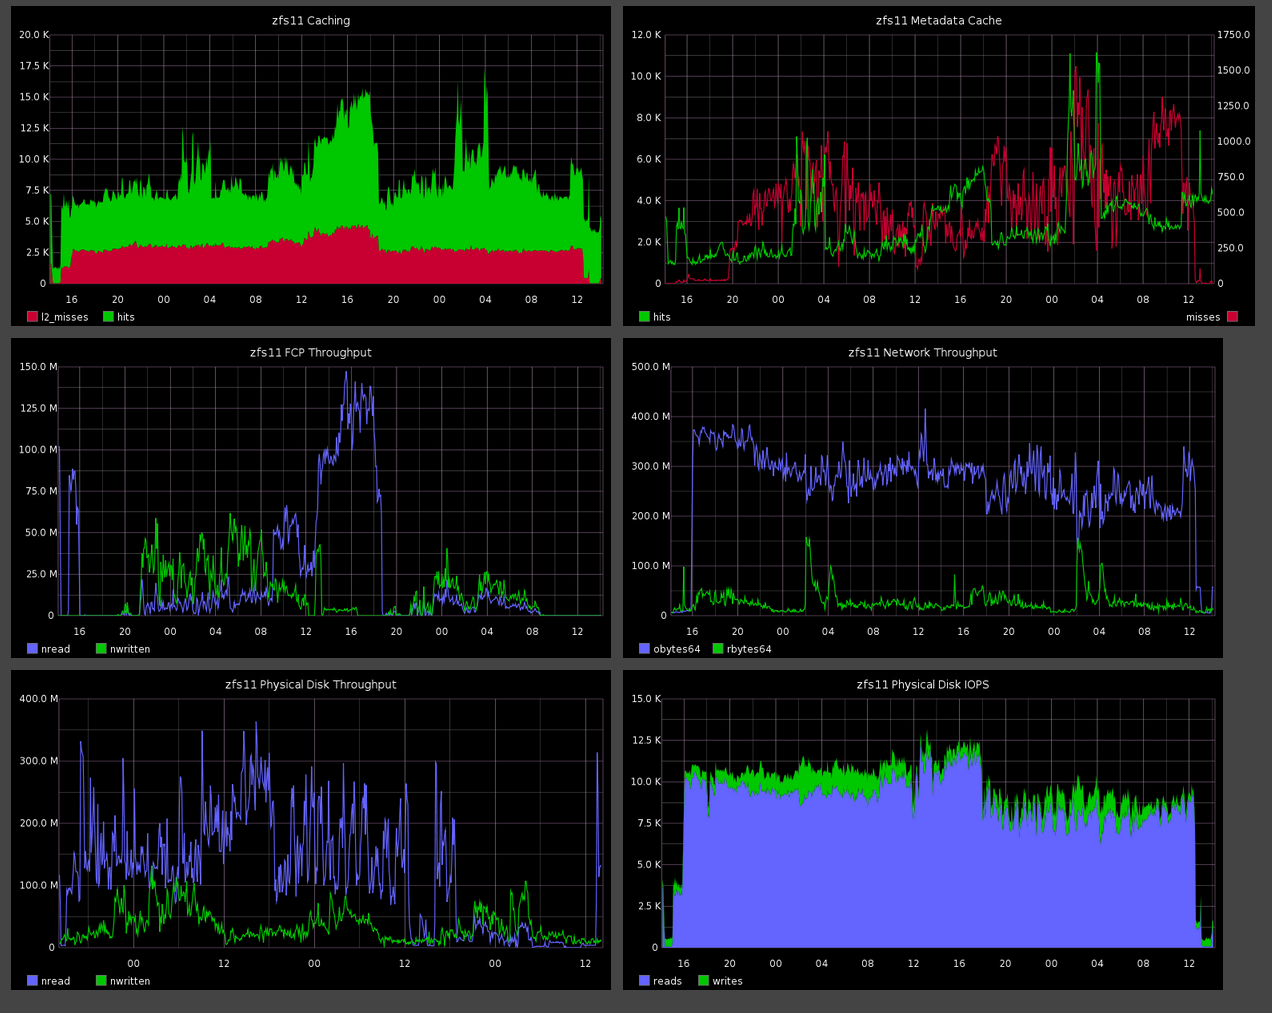 zfs11 Caching
20.0 K
17.5 K
15.0 K
12.5 K
10.0 K
7.5 K
5.0 K
2.5 K
0
16 20 00 04 08 12 16 20 00 04 08 12
l2_misses hits
zfs11 Metadata Cache
12.0 K 1750.0
10.0 K 1500.0
8.0 K 1250.0
6.0 K 1000.0
4.0 K 750.0
2.0 K 500.0
0 250.0
0
16 20 00 04 08 12 16 20 00 04 08 12
hits misses
zfs11 FCP Throughput
150.0 M
125.0 M
100.0 M
75.0 M
50.0 M
25.0 M
0
16 20 00 04 08 12 16 20 00 04 08 12
nread nwritten
zfs11 Network Throughput
500.0 M
400.0 M
300.0 M
200.0 M
100.0 M
0
16 20 00 04 08 12 16 20 00 04 08 12
obytes64 rbytes64
zfs11 Physical Disk Throughput
400.0 M
300.0 M
200.0 M
100.0 M
0
00 12 00 12 00 12
nread nwritten
zfs11 Physical Disk IOPS
15.0 K
12.5 K
10.0 K
7.5 K
5.0 K
2.5 K
0
16 20 00 04 08 12 16 20 00 04 08 12
reads writes